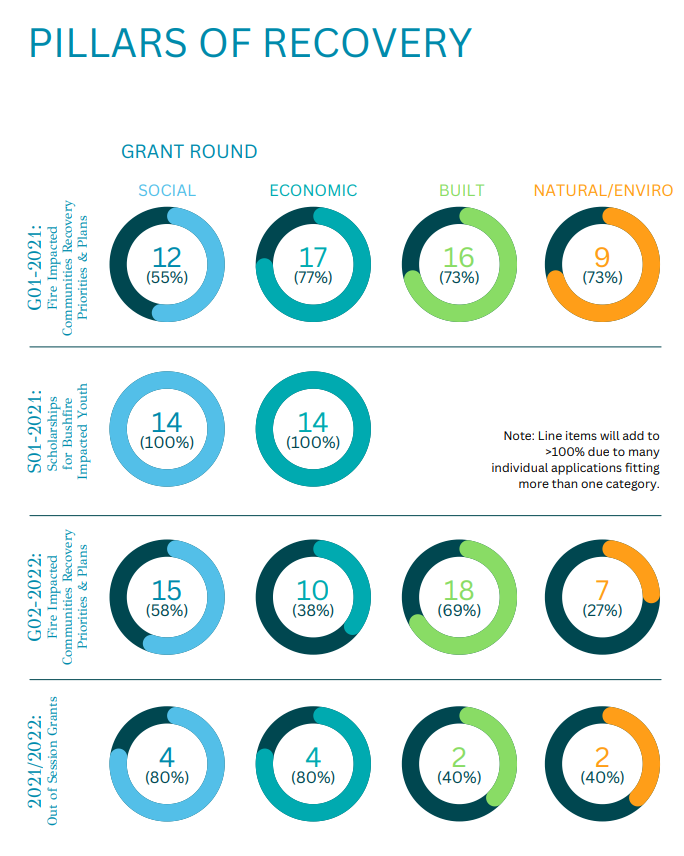 PILLARS OF RECOVERY
GRANT ROUND
SOCIAL
ECONOMIC
BUILT
NATURAL/ENVIRO
G01-2021:
Fire Impacted
Communities Recovery
Priorities & Plans
12
(55%)
17
(77%)
16
(73%)
9
(73%)
S01-2021:
Scholarships
for Bushfire
Impacted Youth
14
(100%)
14
(100%)
Note: Line items will add to
>100% due to many
individual applications fitting
more than one category.
G02-2022:
Fire Impacted
Communities Recovery
Priorities & Plans
15
(58%)
10
(38%)
18
(69%)
7
(27%)
2021/2022:
Out of Session Grants
4
(80%)
4
(80%)
2
(40%)
2
(40%)